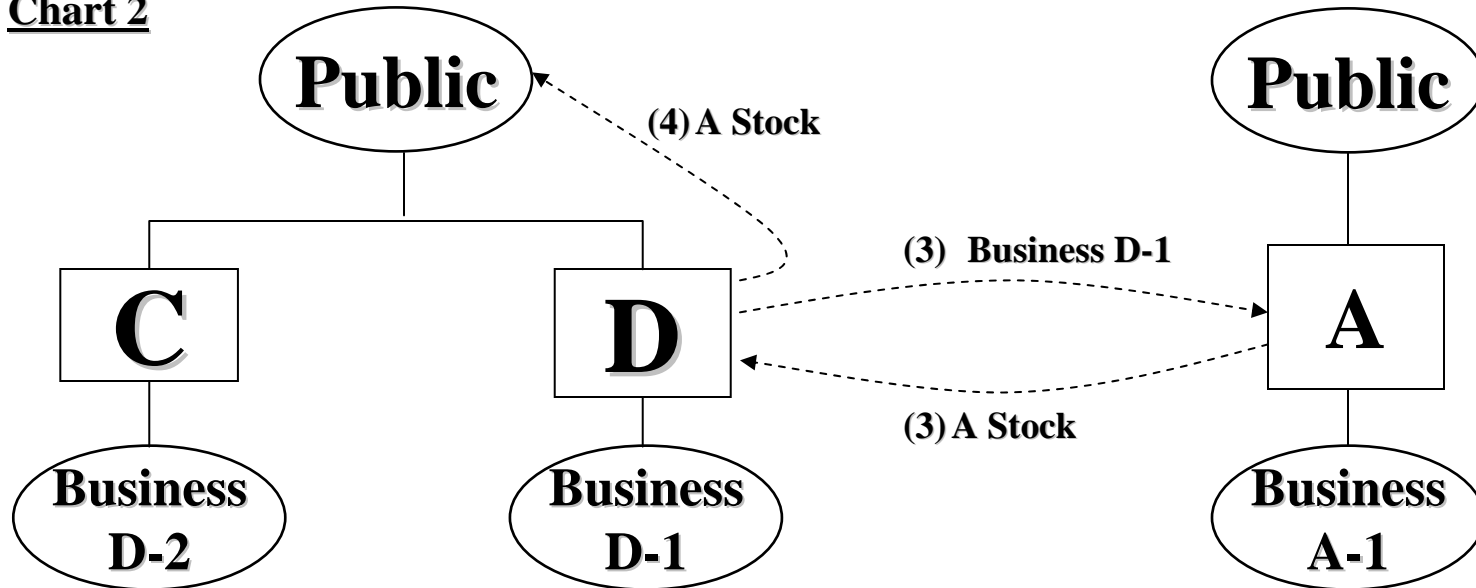 Chart 2
Public
Public
(4) A Stock
(3) Business D-1
C
D
A
(3) A Stock
Business
D-2
Business
D-1
Business
A-1